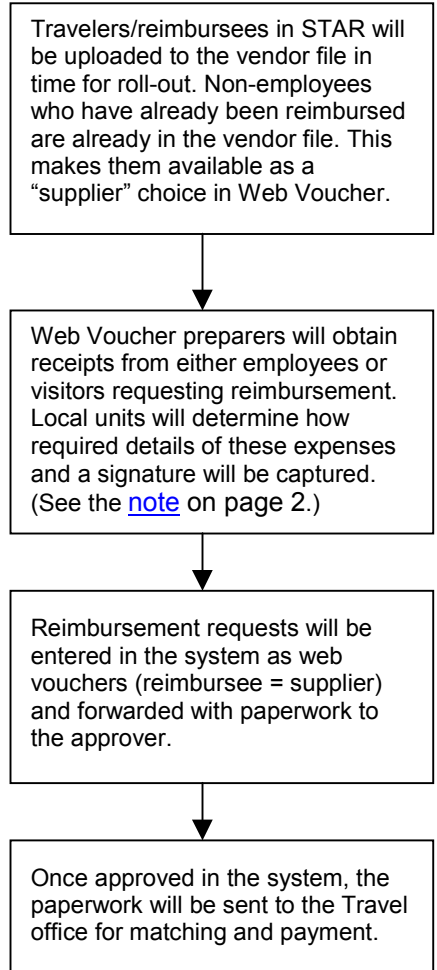 Travelers/reimbursees in STAR will
be uploaded to the vendor file in
time for roll-out. Non-employees
who have already been reimbursed
are already in the vendor file. This
makes them available as a
“supplier” choice in Web Voucher.
Web Voucher preparers will obtain
receipts from either employees or
visitors requesting reimbursement.
Local units will determine how
required details of these expenses
and a signature will be captured.
(See the note on page 2.)
Reimbursement requests will be
entered in the system as web
vouchers (reimbursee = supplier)
and forwarded with paperwork to
the approver.
Once approved in the system, the
paperwork will be sent to the Travel
office for matching and payment.